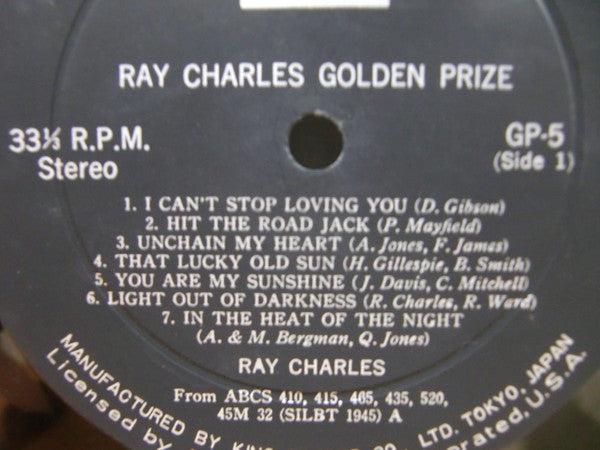 RAY CHARLES GOLDEN PRIZE
33⅓ R.P.M.
Stereo
GP-5
(Side 1)
1. I CAN'T STOP LOVING YOU (D. Gibson)
2. HIT THE ROAD JACK (P. Mayfield)
3. UNCHAIN MY HEART (A. Jones, F. James)
4. THAT LUCKY OLD SUN (H. Gillespie, B. Smith)
5. YOU ARE MY SUNSHINE (J. Davis, C. Mitchell)
6. LIGHT OUT OF DARKNESS (R. Charles, R. Ward)
7. IN THE HEAT OF THE NIGHT
(A. & M. Bergman, Q. Jones)
RAY CHARLES
From ABCS 410, 415, 465, 435, 520,
45M 32 (SILBT 1945) A
MANUFACTURED BY KING CO., LTD. TOKYO, JAPAN
Licensed by U.S.A.